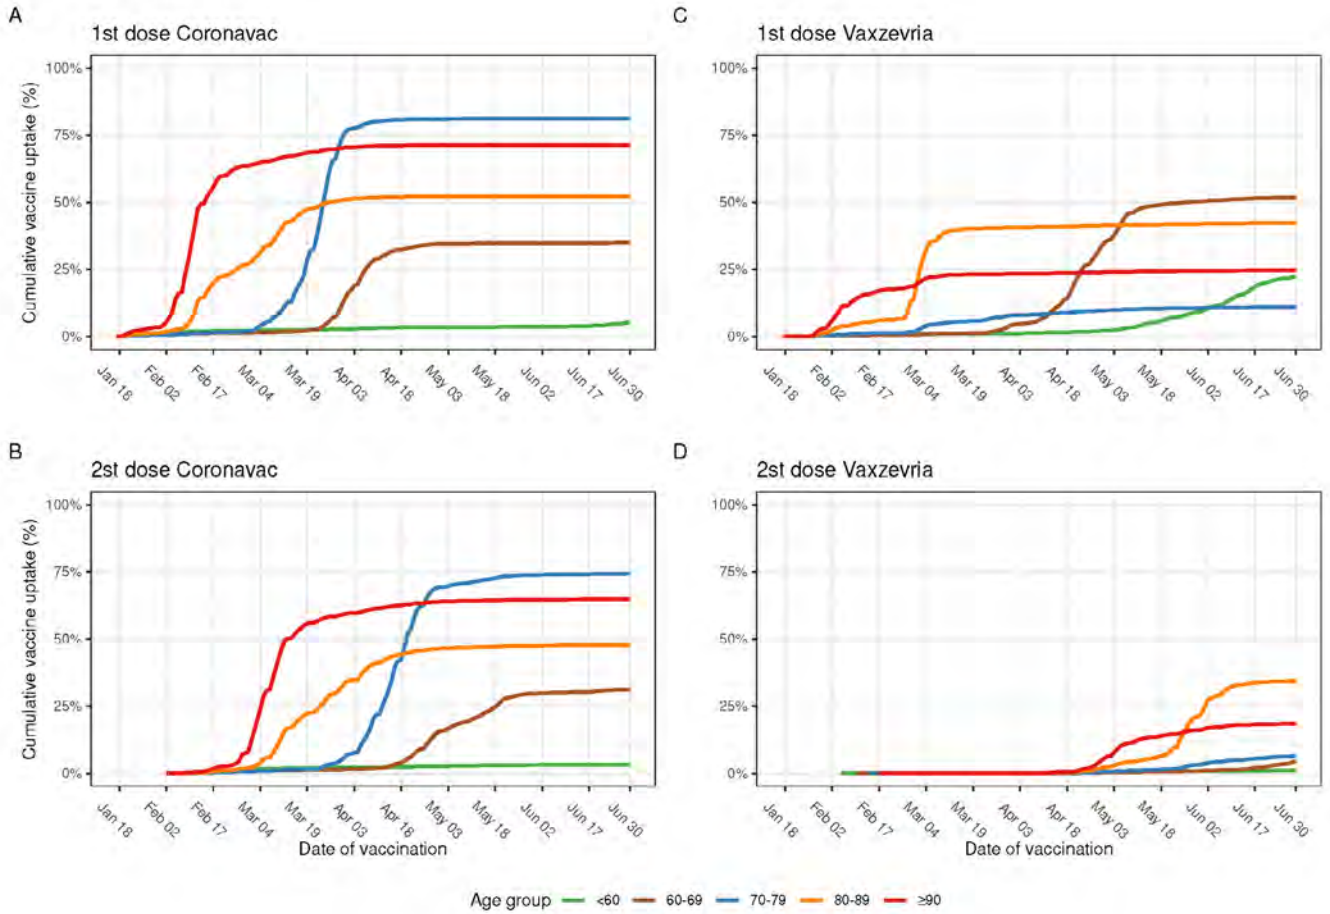 A
1st dose Coronavac
Cumulative vaccine uptake (%)
100%
75%
50%
25%
0%
Jan 18
Feb 02
Feb 17
Mar 04
Mar 19
Apr 03
Apr 18
May 03
May 18
Jun 02
Jun 17
Jun 30
C
1st dose Vaxzevria
100%
75%
50%
25%
0%
Jan 18
Feb 02
Feb 17
Mar 04
Mar 19
Apr 03
Apr 18
May 03
May 18
Jun 02
Jun 17
Jun 30
B
2st dose Coronavac
Cumulative vaccine uptake (%)
100%
75%
50%
25%
0%
Jan 18
Feb 02
Feb 17
Mar 04
Mar 19
Apr 03
Apr 18
May 03
May 18
Jun 02
Jun 17
Jun 30
Date of vaccination
D
2st dose Vaxzevria
100%
75%
50%
25%
0%
Jan 18
Feb 02
Feb 17
Mar 04
Mar 19
Apr 03
Apr 18
May 03
May 18
Jun 02
Jun 17
Jun 30
Date of vaccination
Age group <60 60-69 70-79 80-89 ≥90